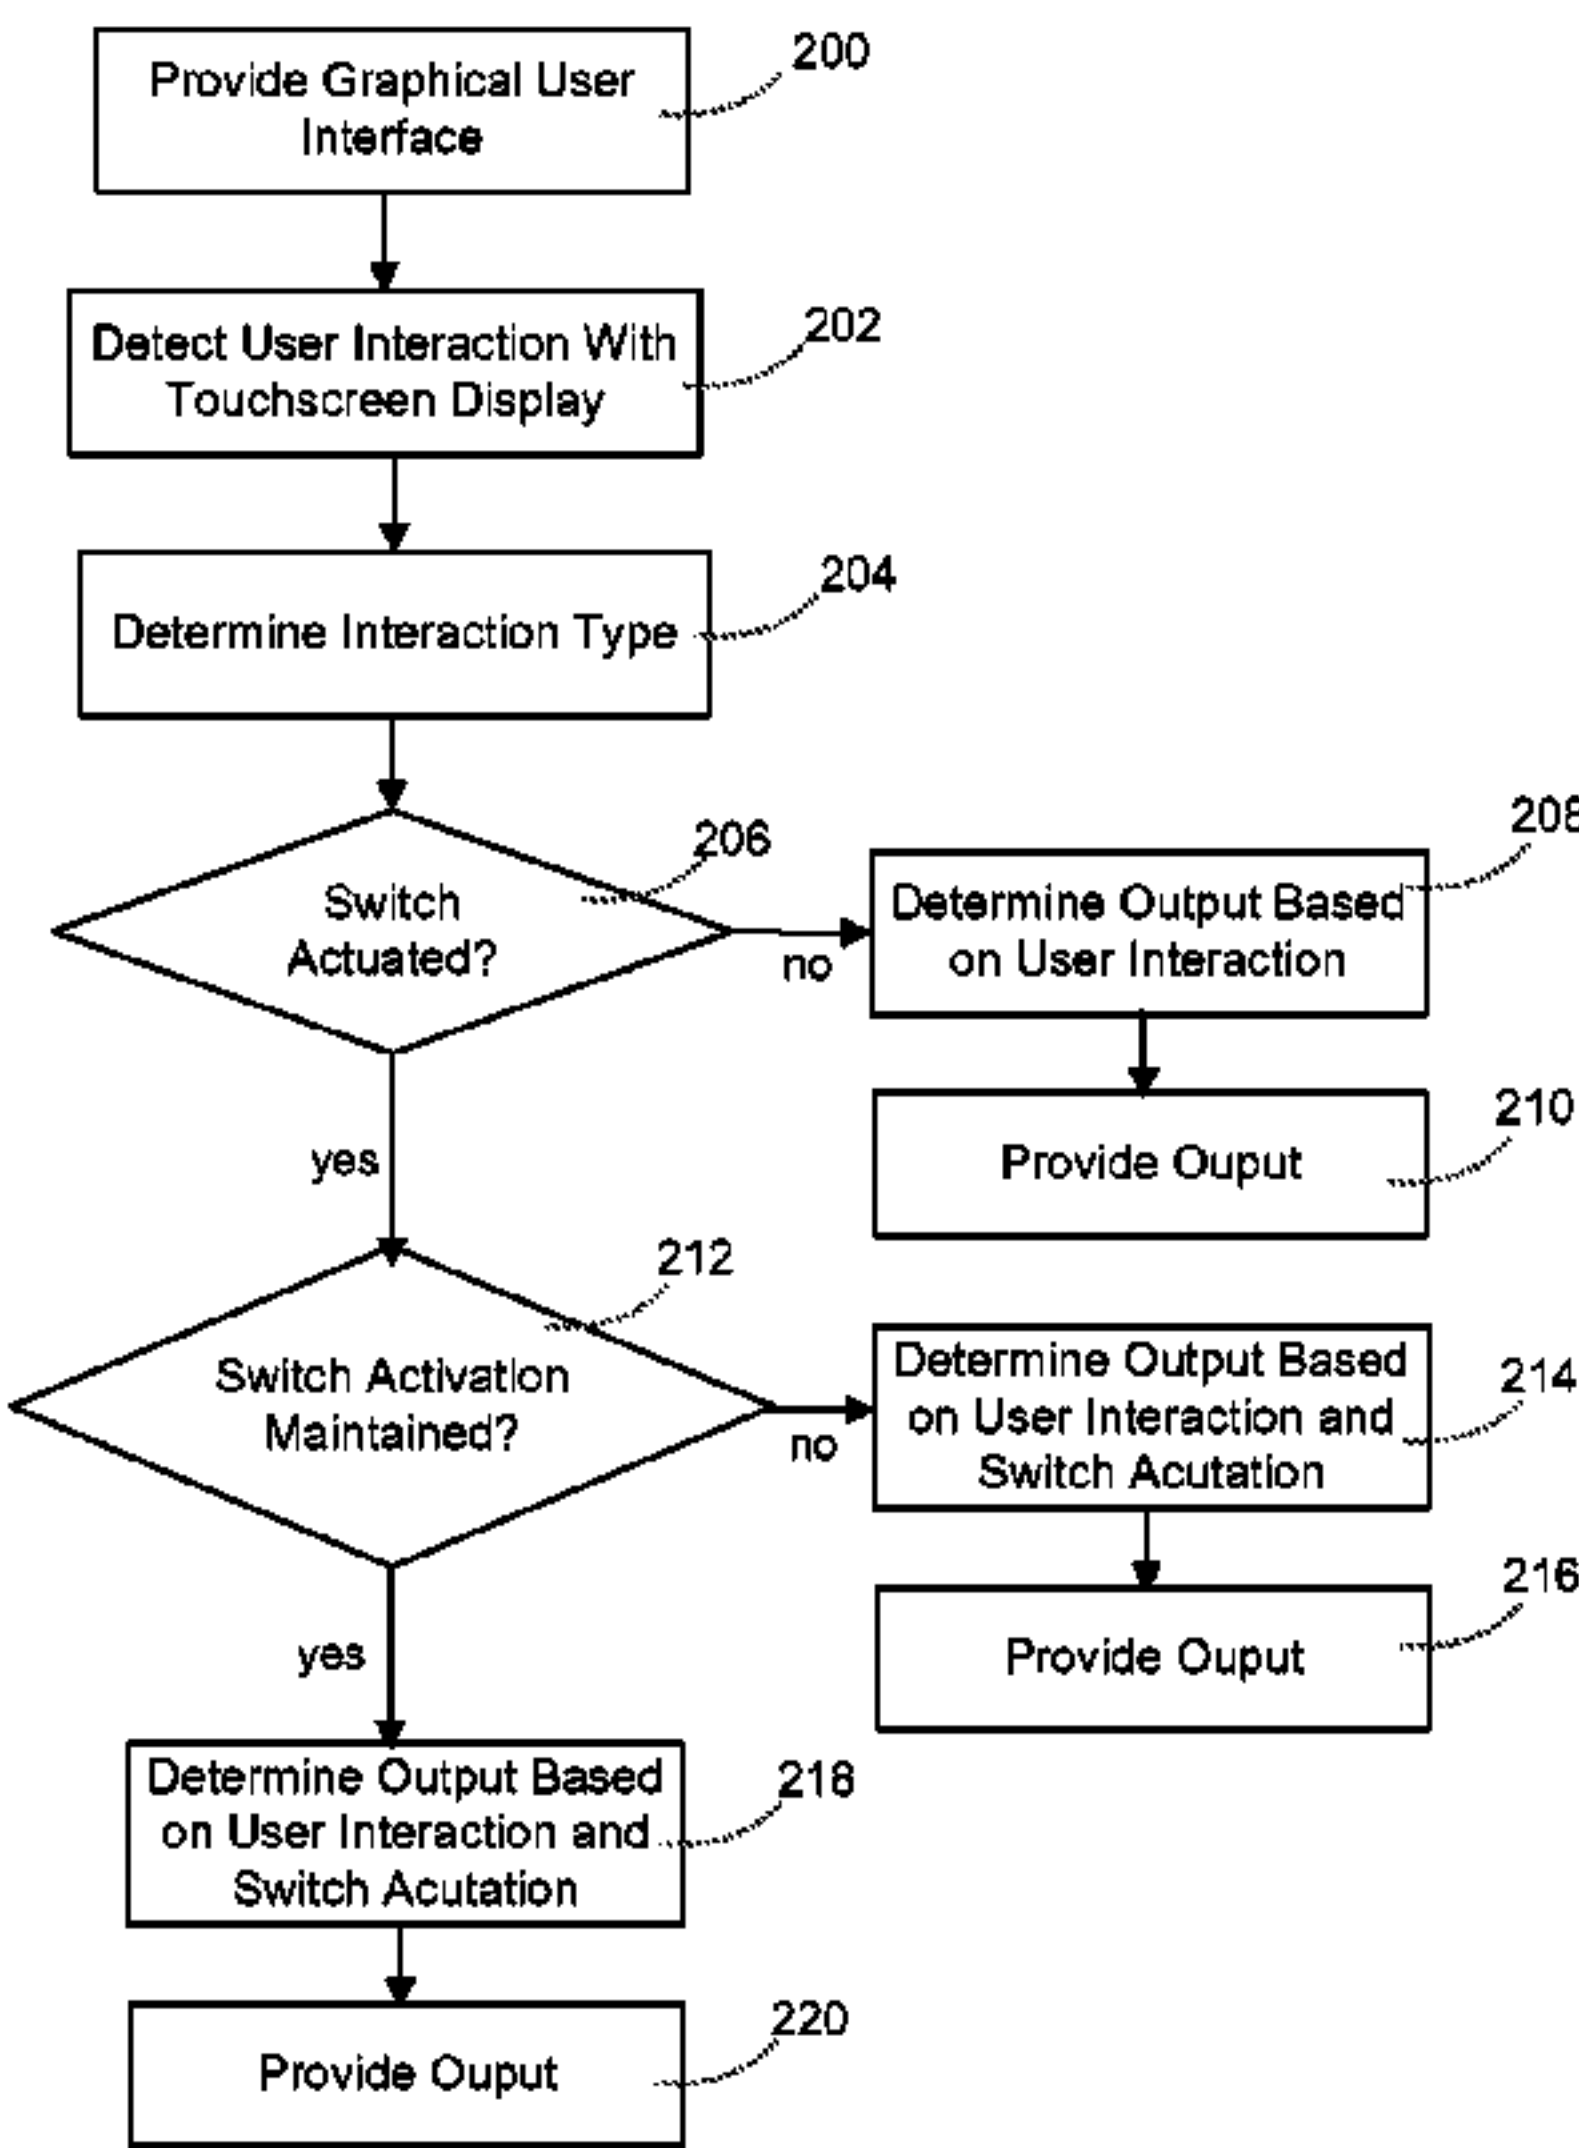 200
Provide Graphical User
Interface
202
Detect User Interaction With
Touchscreen Display
204
Determine Interaction Type
206
Switch
Actuated?
no
208
Determine Output Based
on User Interaction
yes
210
Provide Ouput
212
Switch Activation
Maintained?
no
214
Determine Output Based
on User Interaction and
Switch Acutation
yes
216
Provide Ouput
218
Determine Output Based
on User Interaction and
Switch Acutation
220
Provide Ouput